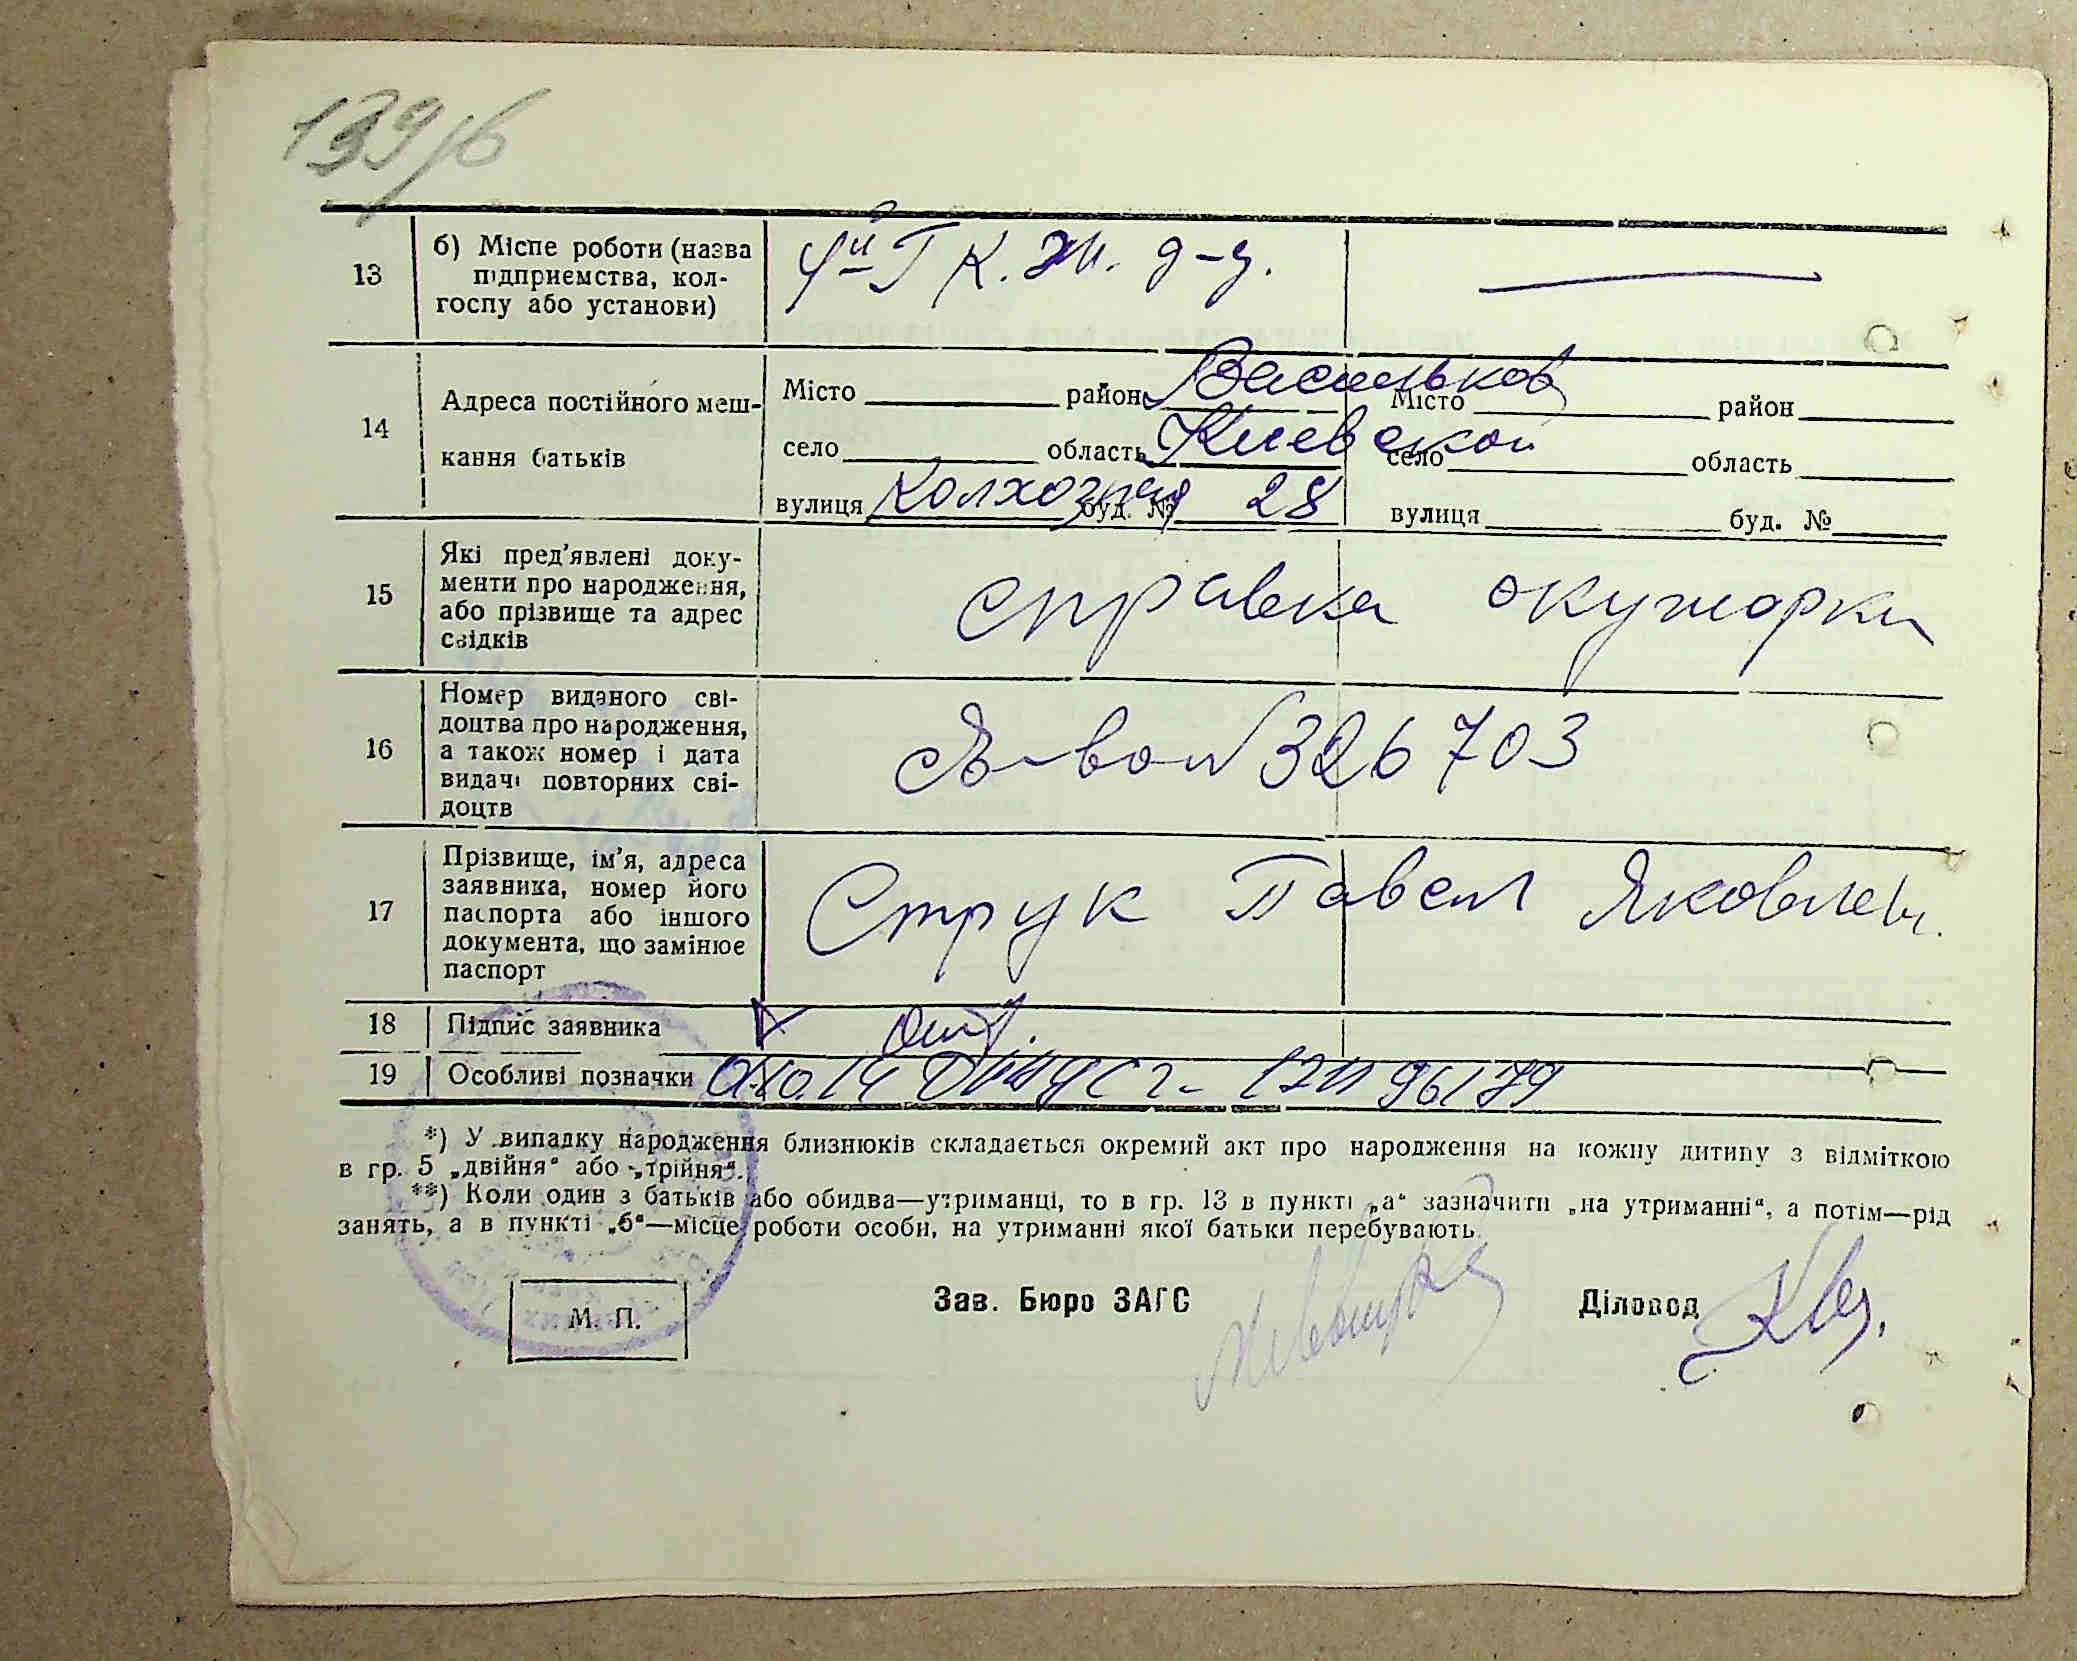 139/6
13
б) Місце роботи (назва
підприємства, кол-
госпу або установи)
К. Ж. д-д.
14
Адреса постійного меш-
кання батьків
Місто район Васильков
село область Киевской
вулиця Колхозная буд. № 28
Місто район
село область
вулиця буд. №
15
Які пред'явлені доку-
менти про народження,
або прізвище та адрес
свідків
справка акушерки
16
Номер виданого сві-
доцтва про народження,
а також номер і дата
видачі повторних сві-
доцтв
326703
17
Прізвище, ім'я, адреса
заявника, номер його
паспорта або іншого
документа, що замінює
паспорт
Струк Павел Яковлев.
18
Підпис заявника
19
Особливі позначки
*) У випадку народження близнюків складається окремий акт про народження на кожну дитину з відміткою
в гр. 5 „двійня“ або „трійня“.
**) Коли один з батьків або обидва—утриманці, то в гр. 13 в пункті „а“ зазначити „на утриманні“, а потім—рід
занять, а в пункті „б“—місце роботи особи, на утриманні якої батьки перебувають.
М. П.
Зав. Бюро ЗАГС
Діловод